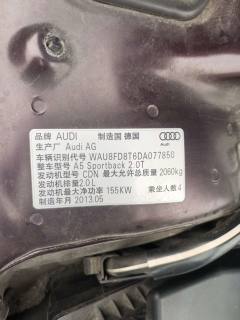 品牌 AUDI 制造国 德国
生产厂 Audi AG
Audi
车辆识别代号 WAU8FD8T6DA077850
整车型号 A5 Sportback 2.0T
发动机型号 CDN 最大允许总质量 2060kg
发动机排量2.0L
发动机最大净功率 155KW 乘坐人数 4
制造年月 2013.05